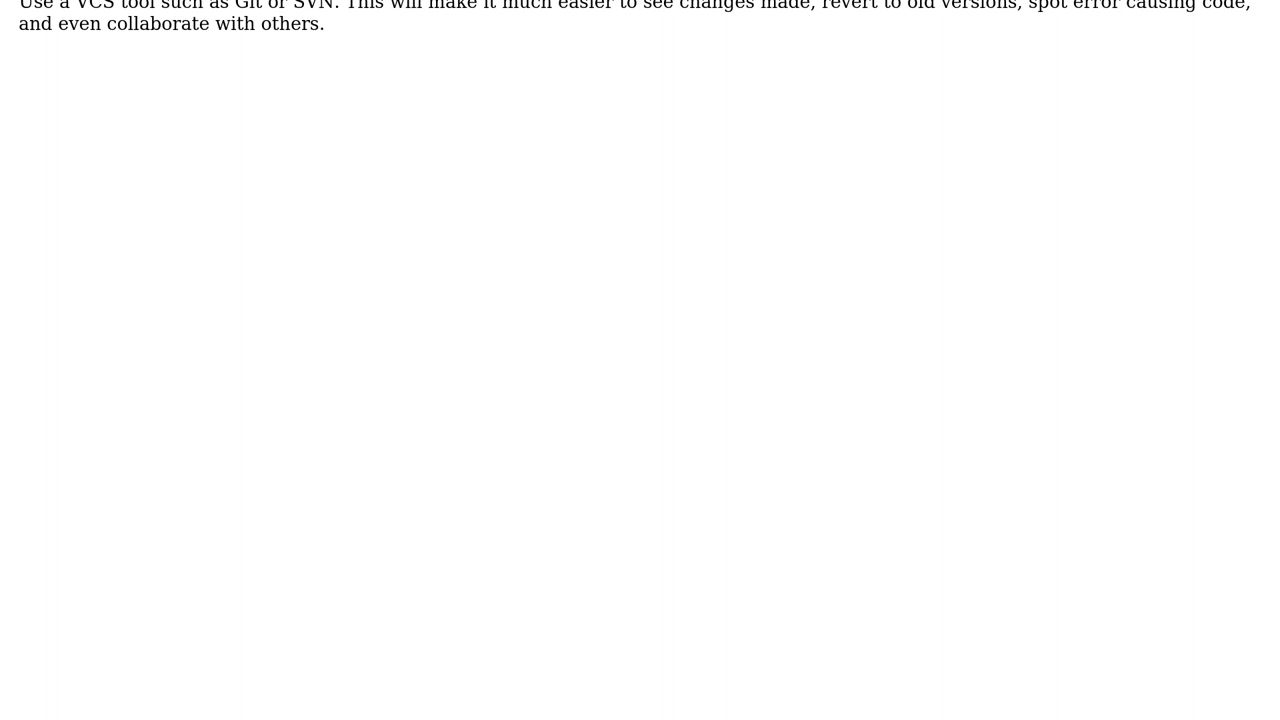 Use a VCS tool such as Git or SVN. This will make it much easier to see changes made, revert to old versions, spot error causing code,
and even collaborate with others.